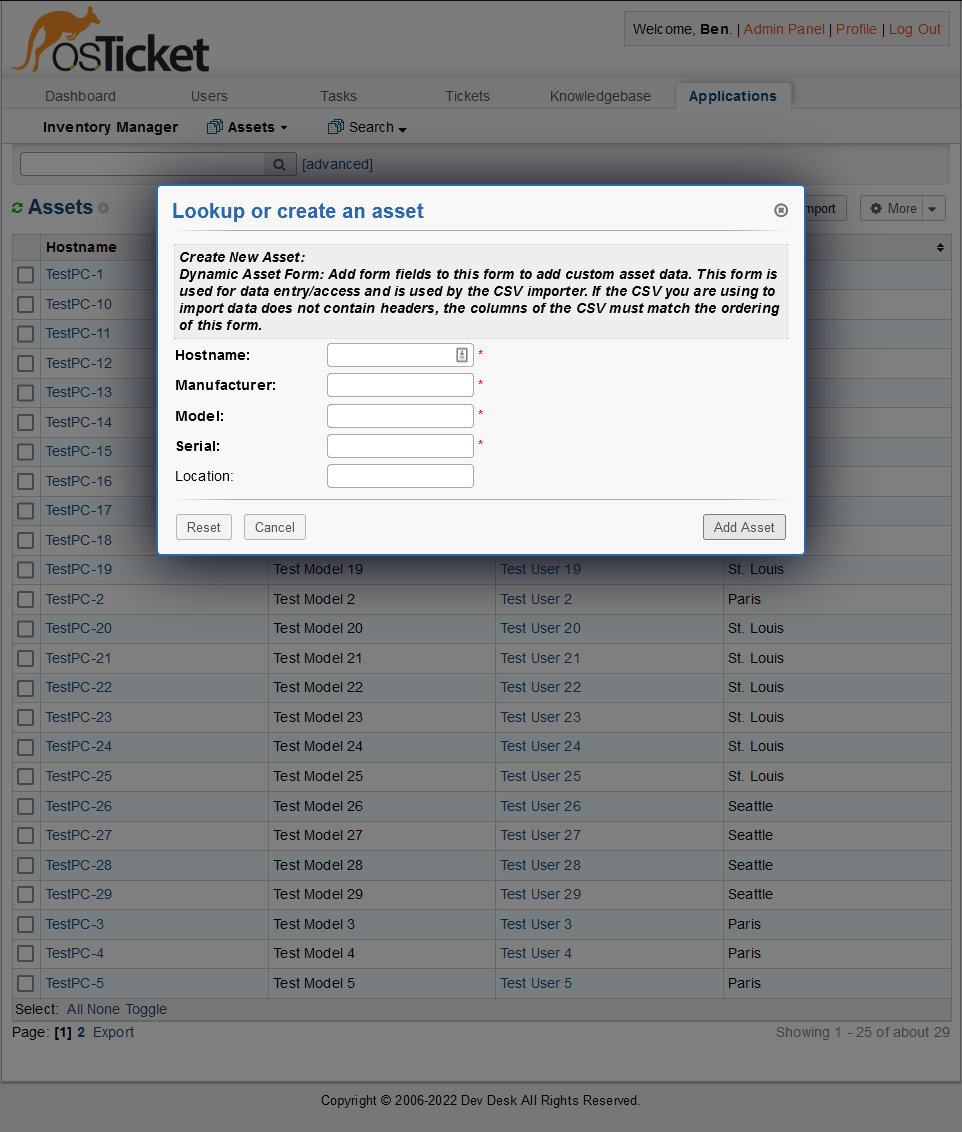 osTicket
Welcome, Ben. | Admin Panel | Profile | Log Out
Dashboard Users Tasks Tickets Knowledgebase Applications
Inventory Manager Assets Search
[advanced]
Assets
More
Lookup or create an asset
Create New Asset:
Dynamic Asset Form: Add form fields to this form to add custom asset data. This form is
used for data entry/access and is used by the CSV importer. If the CSV you are using to
import data does not contain headers, the columns of the CSV must match the ordering
of this form.
Hostname: *
Manufacturer: *
Model: *
Serial: *
Location:
Reset Cancel Add Asset
Hostname
TestPC-1
TestPC-10
TestPC-11
TestPC-12
TestPC-13
TestPC-14
TestPC-15
TestPC-16
TestPC-17
TestPC-18
TestPC-19 Test Model 19 Test User 19 St. Louis
TestPC-2 Test Model 2 Test User 2 Paris
TestPC-20 Test Model 20 Test User 20 St. Louis
TestPC-21 Test Model 21 Test User 21 St. Louis
TestPC-22 Test Model 22 Test User 22 St. Louis
TestPC-23 Test Model 23 Test User 23 St. Louis
TestPC-24 Test Model 24 Test User 24 St. Louis
TestPC-25 Test Model 25 Test User 25 St. Louis
TestPC-26 Test Model 26 Test User 26 Seattle
TestPC-27 Test Model 27 Test User 27 Seattle
TestPC-28 Test Model 28 Test User 28 Seattle
TestPC-29 Test Model 29 Test User 29 Seattle
TestPC-3 Test Model 3 Test User 3 Paris
TestPC-4 Test Model 4 Test User 4 Paris
TestPC-5 Test Model 5 Test User 5 Paris
Select: All None Toggle
Page: [1] 2 Export Showing 1 - 25 of about 29
Copyright © 2006-2022 Dev Desk All Rights Reserved.